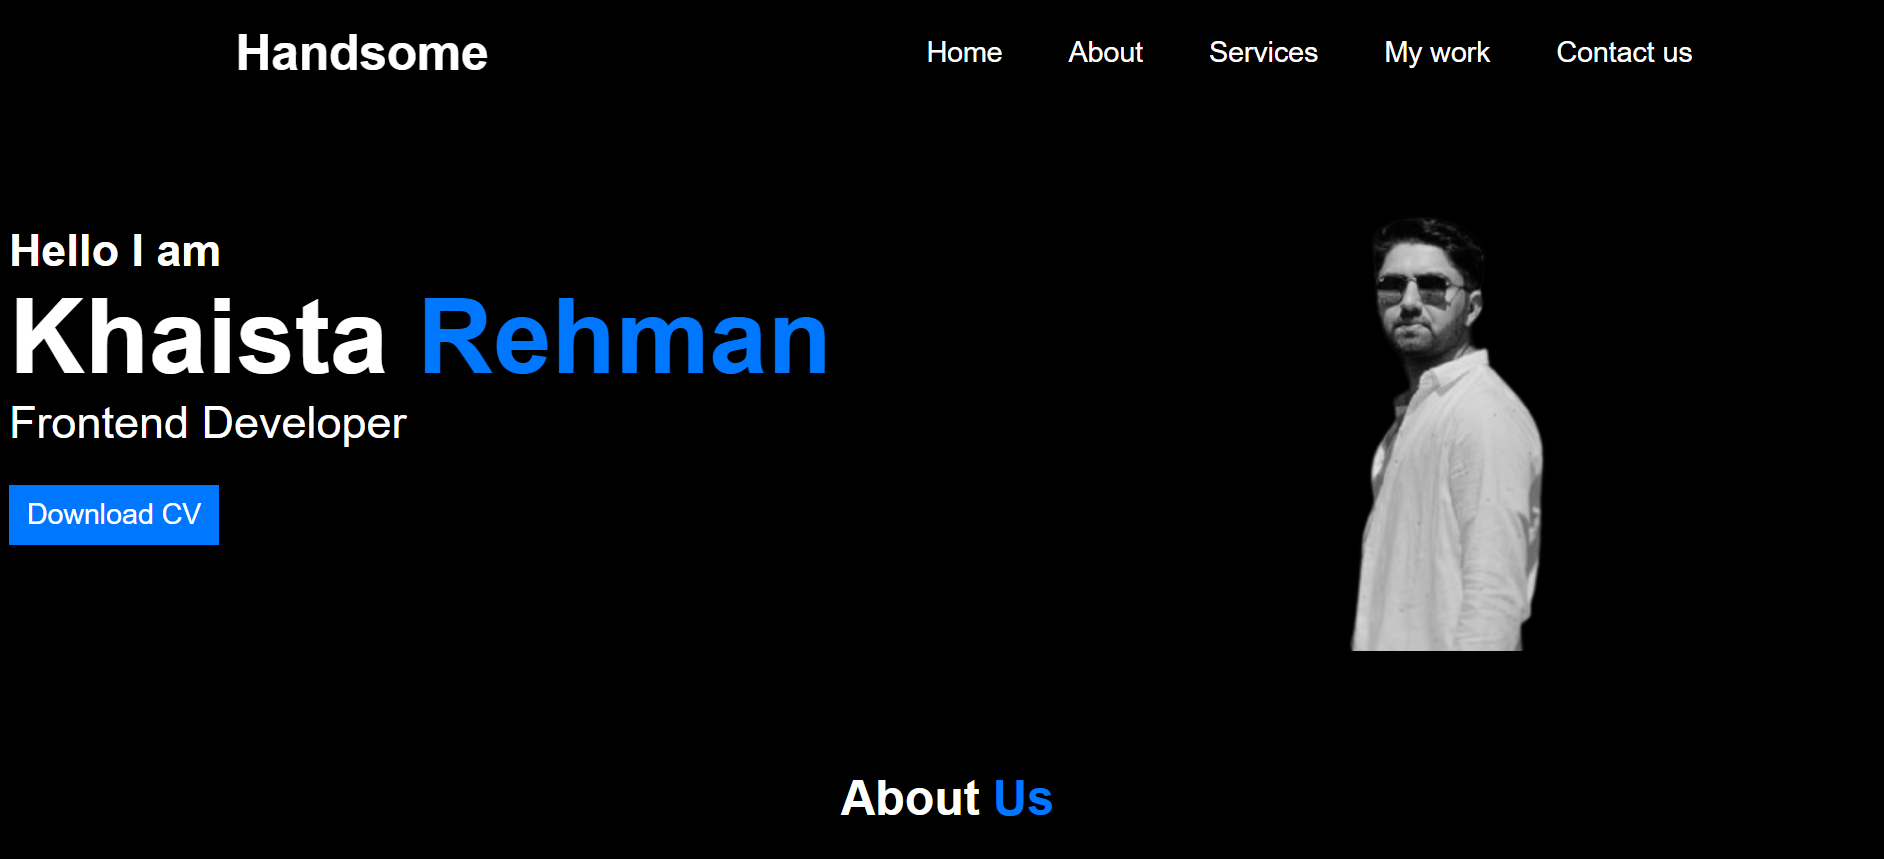 Handsome
Home About Services My work Contact us
Hello I am
Khaista Rehman
Frontend Developer
Download CV
About Us